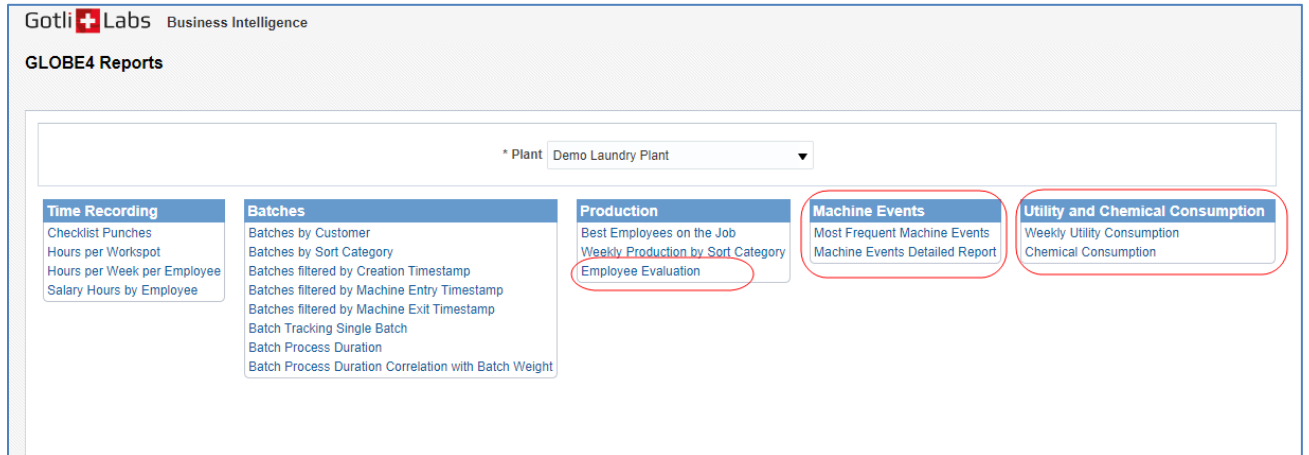 Gotli Labs Business Intelligence
GLOBE4 Reports
* Plant Demo Laundry Plant
Time Recording
Checklist Punches
Hours per Workspot
Hours per Week per Employee
Salary Hours by Employee
Batches
Batches by Customer
Batches by Sort Category
Batches filtered by Creation Timestamp
Batches filtered by Machine Entry Timestamp
Batches filtered by Machine Exit Timestamp
Batch Tracking Single Batch
Batch Process Duration
Batch Process Duration Correlation with Batch Weight
Production
Best Employees on the Job
Weekly Production by Sort Category
Employee Evaluation
Machine Events
Most Frequent Machine Events
Machine Events Detailed Report
Utility and Chemical Consumption
Weekly Utility Consumption
Chemical Consumption